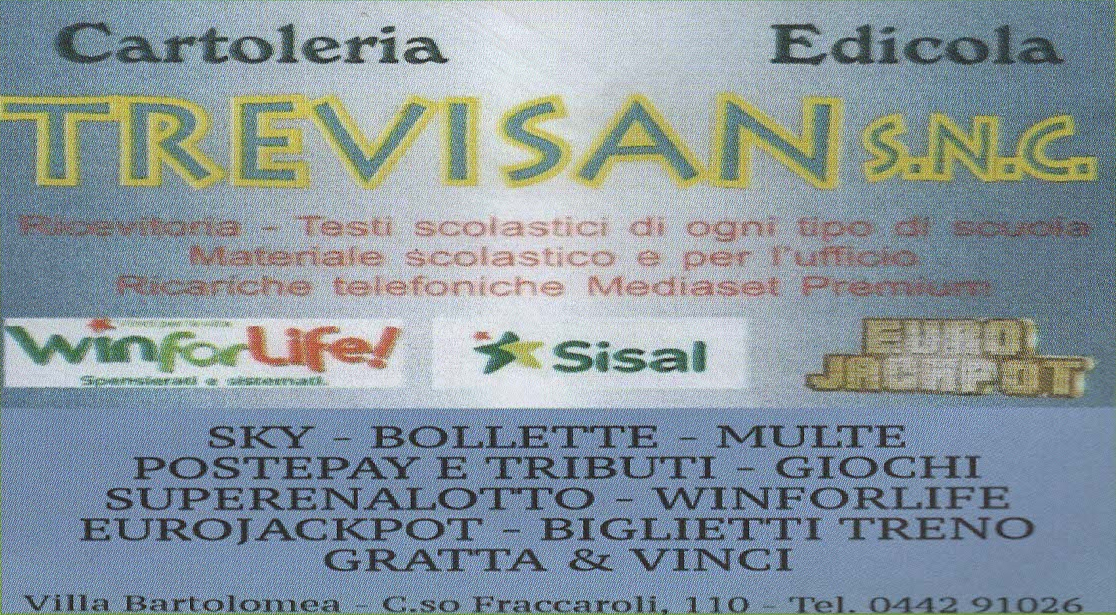 Cartoleria Edicola
TREVISAN S.N.C.
Ricevitoria - Testi scolastici di ogni tipo di scuola
Materiale scolastico e per l'ufficio
Ricariche telefoniche Mediaset Premium
WinforLife!
Spensierati e sistemati.
Sisal
EURO
JACKPOT
SKY - BOLLETTE - MULTE
POSTEPAY E TRIBUTI - GIOCHI
SUPERENALOTTO - WINFORLIFE
EUROJACKPOT - BIGLIETTI TRENO
GRATTA & VINCI
Villa Bartolomea - C.so Fraccaroli, 110 - Tel. 0442 91026